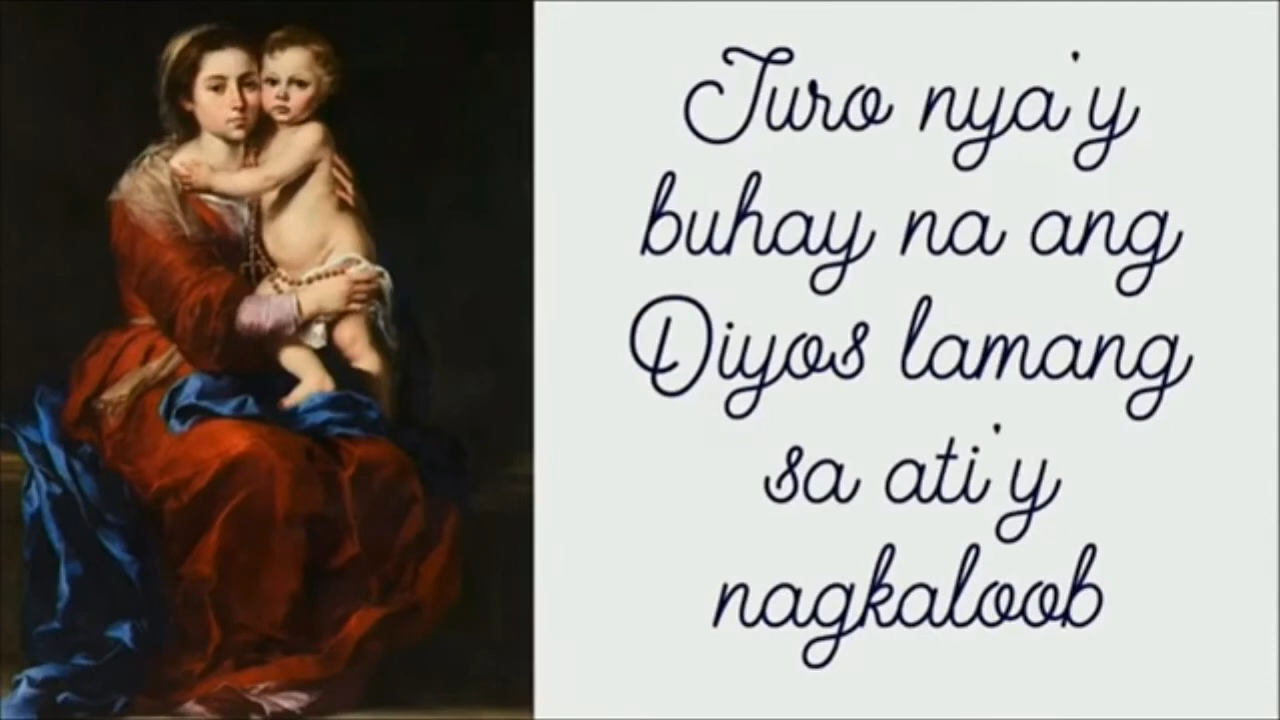 Turo nya'y
buhay na ang
Diyos lamang
sa ati'y
nagkaloob